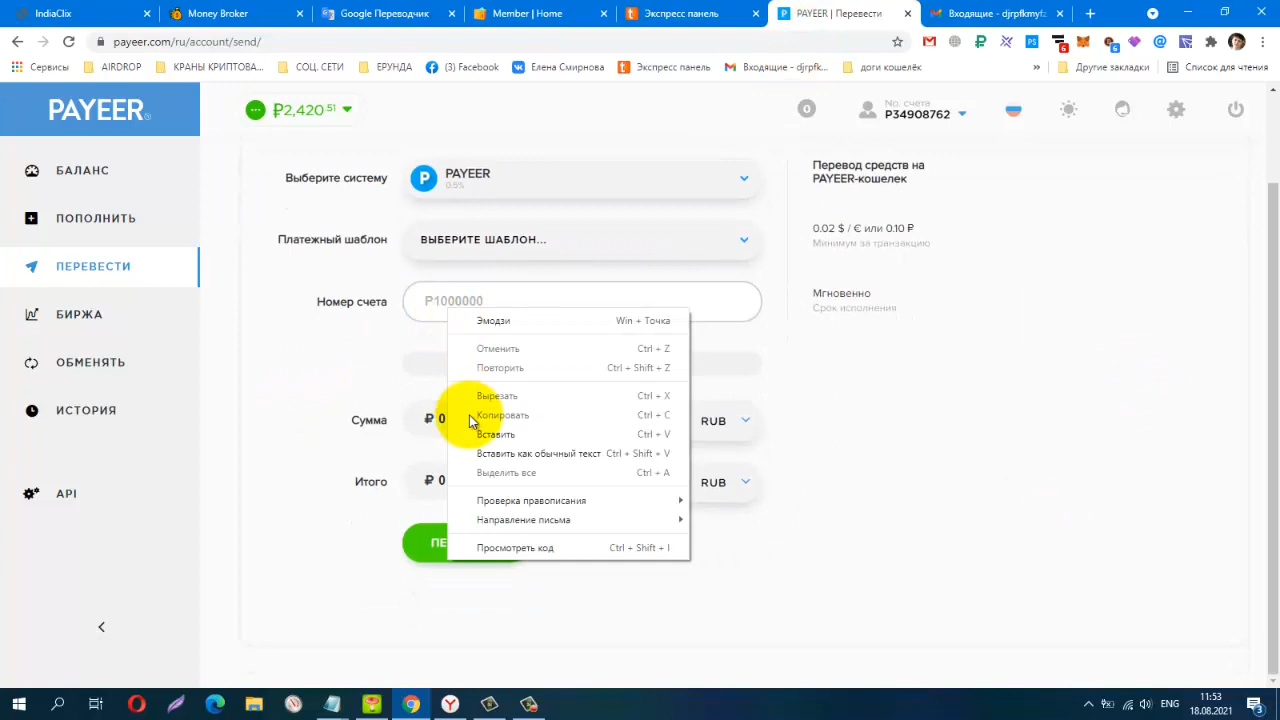 IndiaClix
Money Broker
Google Переводчик
Member | Home
Экспресс панель
PAYEER | Перевести
Входящие - djrpfkmyfz
payeer.com/ru/account/send/
Сервисы
AIRDROP
КРАНЫ КРИПТОВА...
СОЦ. СЕТИ
ЕРУНДА
(3) Facebook
Елена Смирнова
Экспресс панель
Входящие - djrpfk...
доги кошелёк
»
Другие закладки
Список для чтения
PAYEER
₽2,420.51
0
No. счета
P34908762
БАЛАНС
ПОПОЛНИТЬ
ПЕРЕВЕСТИ
БИРЖА
ОБМЕНЯТЬ
ИСТОРИЯ
API
Выберите систему
PAYEER
0.5%
Платежный шаблон
ВЫБЕРИТЕ ШАБЛОН...
Номер счета
P1000000
Сумма
₽ 0
RUB
Итого
₽ 0
RUB
ПЕ
Перевод средств на
PAYEER-кошелек
0.02 $ / € или 0.10 ₽
Минимум за транзакцию
Мгновенно
Срок исполнения
Эмодзи Win + Точка
Отменить Ctrl + Z
Повторить Ctrl + Shift + Z
Вырезать Ctrl + X
Копировать Ctrl + C
Вставить Ctrl + V
Вставить как обычный текст Ctrl + Shift + V
Выделить все Ctrl + A
Проверка правописания
Направление письма
Просмотреть код Ctrl + Shift + I
ENG
11:53
18.08.2021